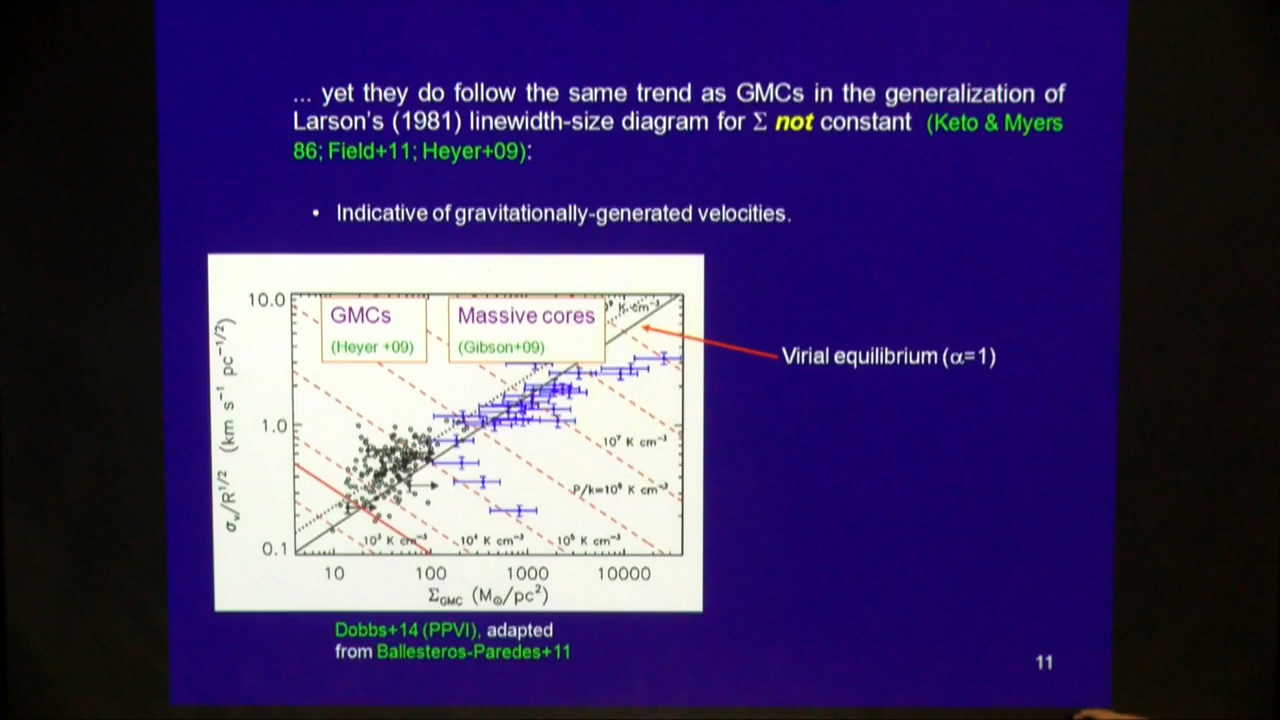 ... yet they do follow the same trend as GMCs in the generalization of
Larson's (1981) linewidth-size diagram for Σ not constant (Keto & Myers
86; Field+11; Heyer+09):
• Indicative of gravitationally-generated velocities.
GMCs
(Heyer +09)
Massive cores
(Gibson+09)
K cm⁻³
Virial equilibrium (α=1)
10⁷ K cm⁻³
P/k=10⁶ K cm⁻³
10³ K cm⁻³
10⁴ K cm⁻³
10⁵ K cm⁻³
10.0
1.0
0.1
σᵥ/R^1/2 (km s⁻¹ pc^-1/2)
10
100
1000
10000
Σ_GMC (M_⊙/pc²)
Dobbs+14 (PPVI), adapted
from Ballesteros-Paredes+11
11